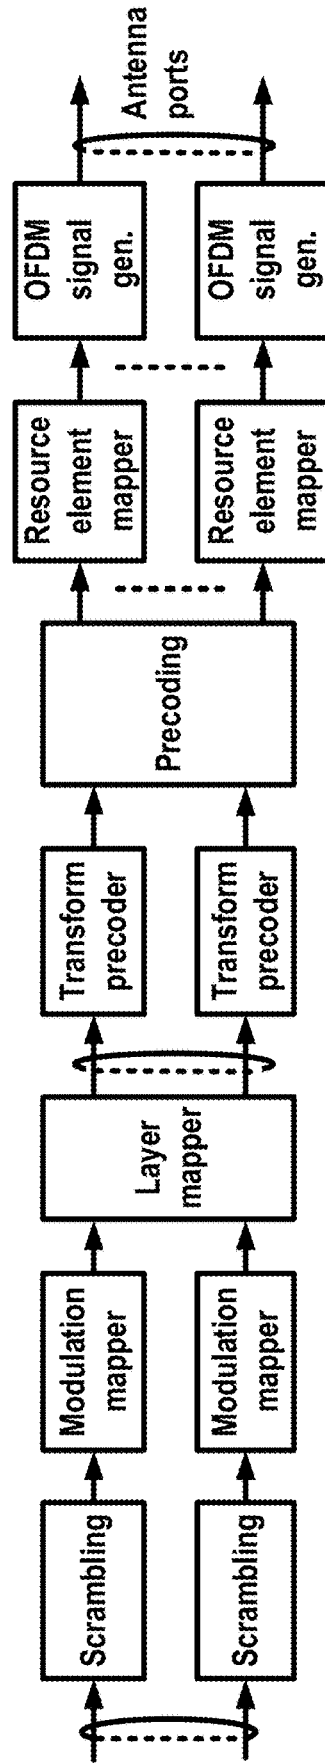 Scrambling
Scrambling
Modulation
mapper
Modulation
mapper
Layer
mapper
Transform
precoder
Transform
precoder
Precoding
Resource
element
mapper
Resource
element
mapper
OFDM
signal
gen.
OFDM
signal
gen.
Antenna
ports